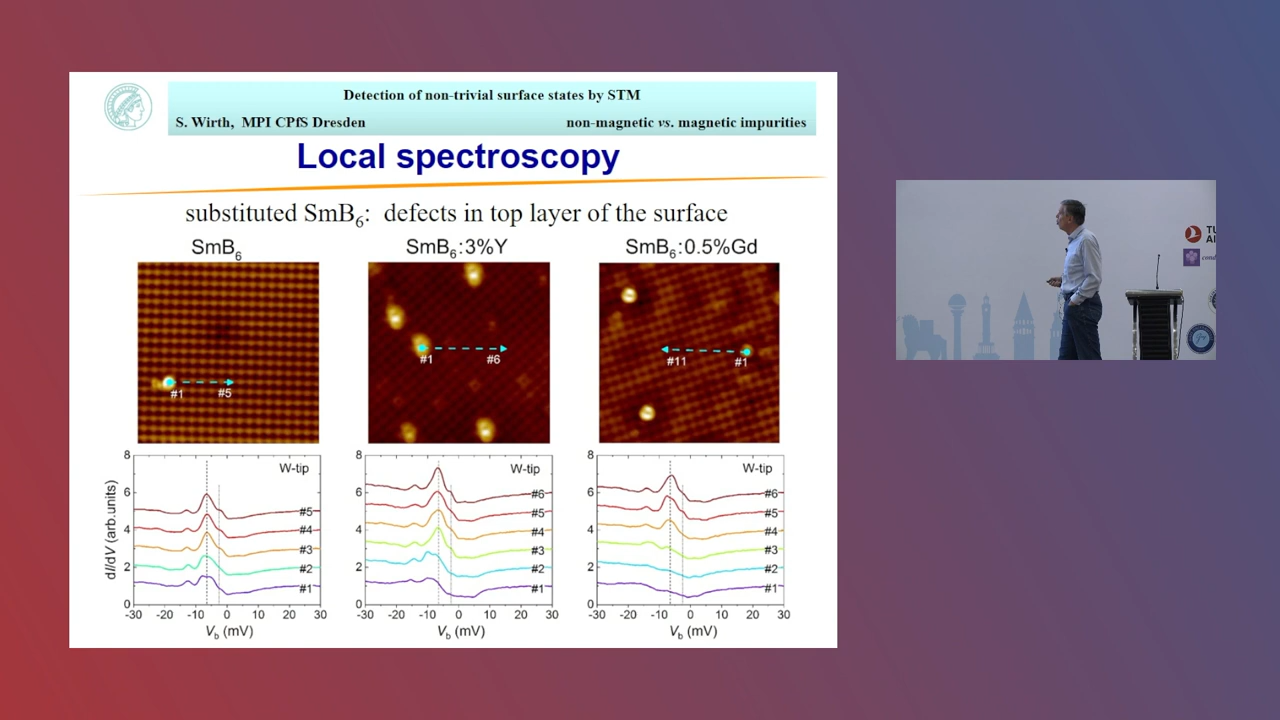 Detection of non-trivial surface states by STM
S. Wirth, MPI CPfS Dresden
non-magnetic vs. magnetic impurities
Local spectroscopy
substituted SmB6: defects in top layer of the surface
SmB6
SmB6:3%Y
SmB6:0.5%Gd
#1
#5
#1
#6
#11
#1
dI/dV (arb.units)
8
6
4
2
0
W-tip
#5
#4
#3
#2
#1
-30 -20 -10 0 10 20 30
Vb (mV)
8
6
4
2
0
W-tip
#6
#5
#4
#3
#2
#1
-30 -20 -10 0 10 20 30
Vb (mV)
8
6
4
2
0
W-tip
#6
#5
#4
#3
#2
#1
-30 -20 -10 0 10 20 30
Vb (mV)